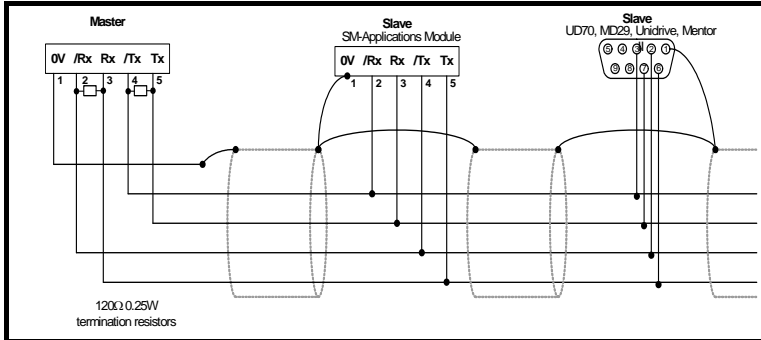 Master
0V /Rx Rx /Tx Tx
1 2 3 4 5
Slave
SM-Applications Module
0V /Rx Rx /Tx Tx
1 2 3 4 5
Slave
UD70, MD29, Unidrive, Mentor
5 4 3 2 1
9 8 7 6
120Ω 0.25W
termination resistors